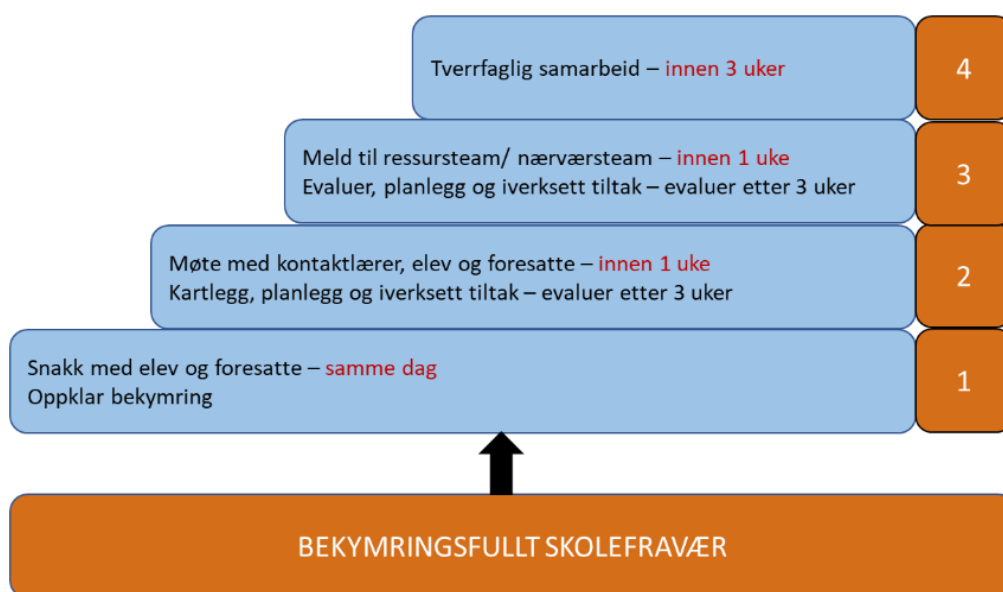 Tverrfaglig samarbeid – innen 3 uker
4
Meld til ressursteam/ nærværsteam – innen 1 uke
Evaluer, planlegg og iverksett tiltak – evaluer etter 3 uker
3
Møte med kontaktlærer, elev og foresatte – innen 1 uke
Kartlegg, planlegg og iverksett tiltak – evaluer etter 3 uker
2
Snakk med elev og foresatte – samme dag
Oppklar bekymring
1
BEKYMRINGSFULLT SKOLEFRAVÆR